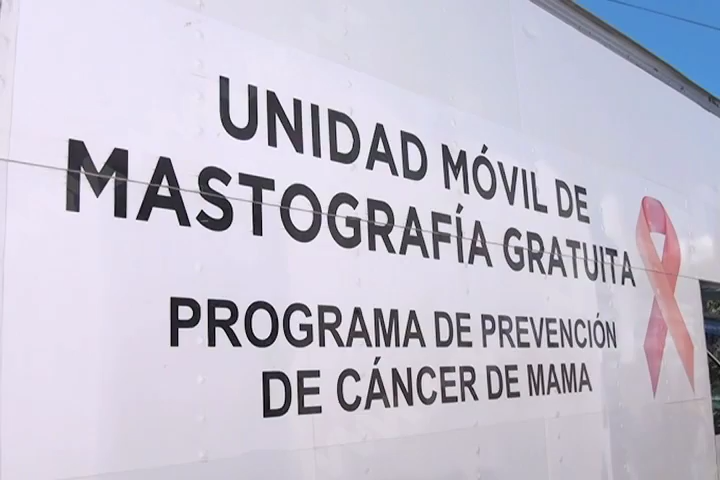 UNIDAD MÓVIL DE
MASTOGRAFÍA GRATUITA
PROGRAMA DE PREVENCIÓN
DE CÁNCER DE MAMA